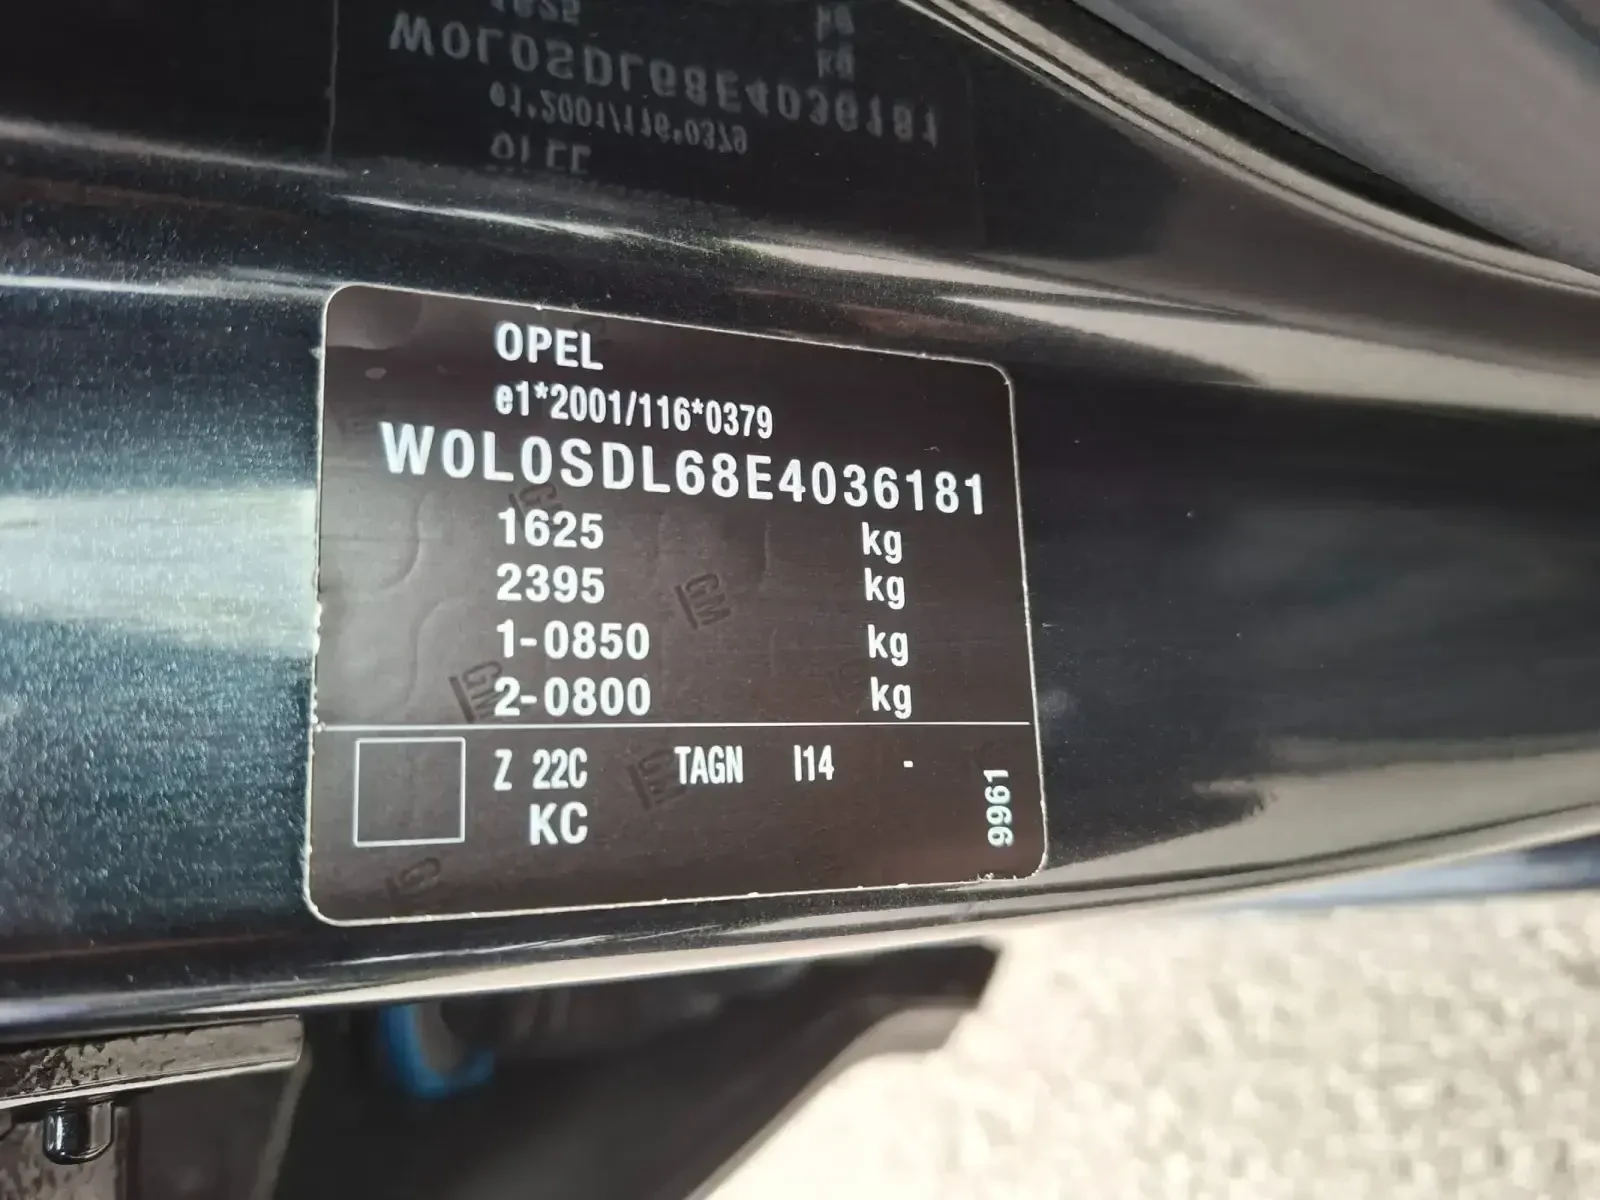 OPEL
e1*2001/116*0379
W0L0SDL68E4036181
1625 kg
2395 kg
1-0850 kg
2-0800 kg
Z 22C TAGN I14 -
KC
9961